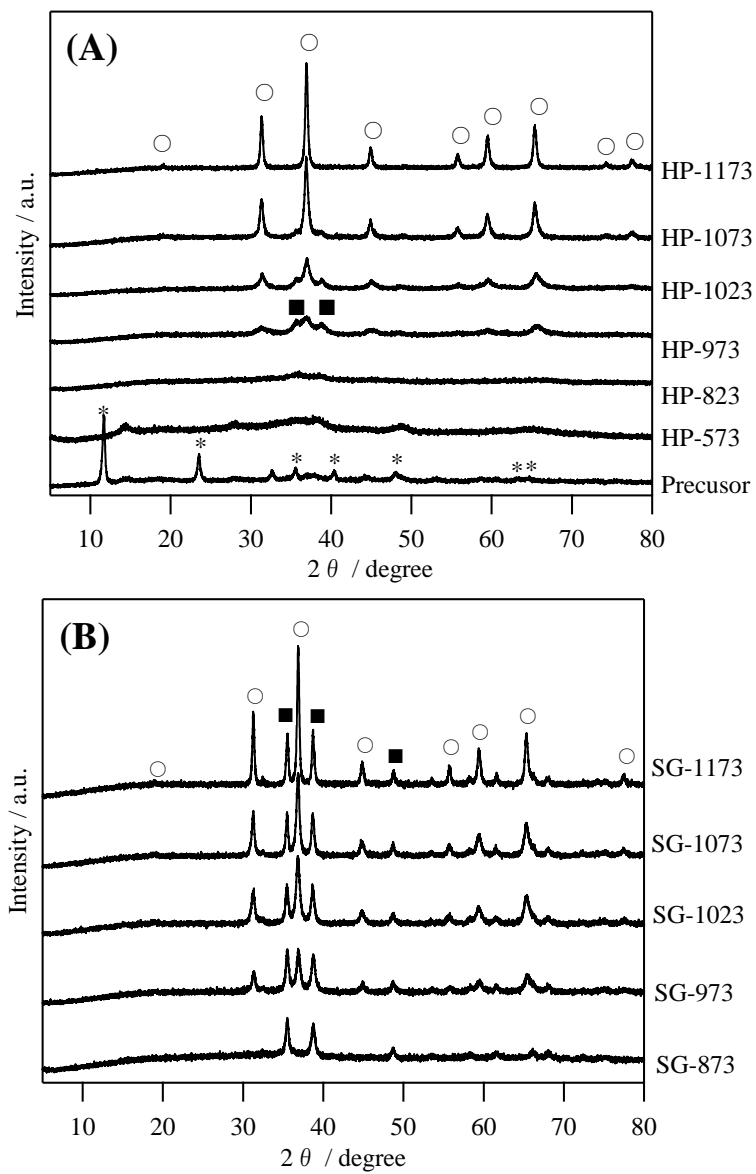 (A)
Intensity / a.u.
HP-1173
HP-1073
HP-1023
HP-973
HP-823
HP-573
Precusor
* * * * * * *
10 20 30 40 50 60 70 80
2 θ / degree
(B)
Intensity / a.u.
SG-1173
SG-1073
SG-1023
SG-973
SG-873
10 20 30 40 50 60 70 80
2 θ / degree